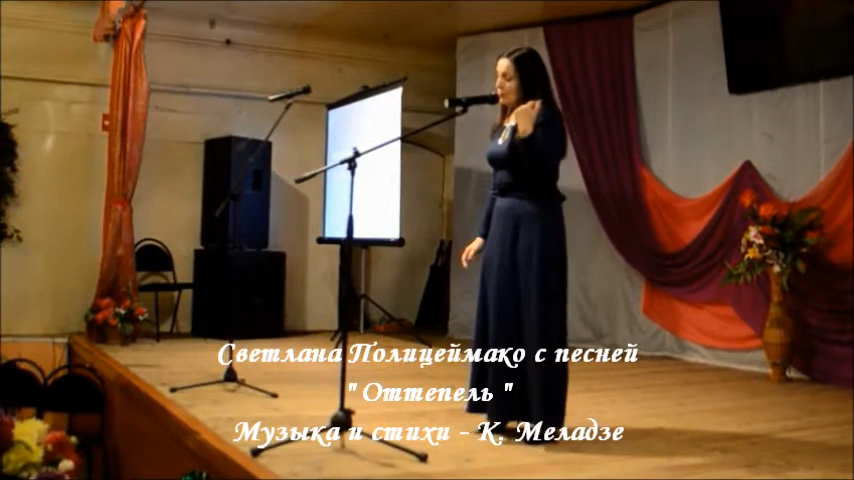 Светлана Полицеймако с песней
"Оттепель"
Музыка и стихи - К. Меладзе